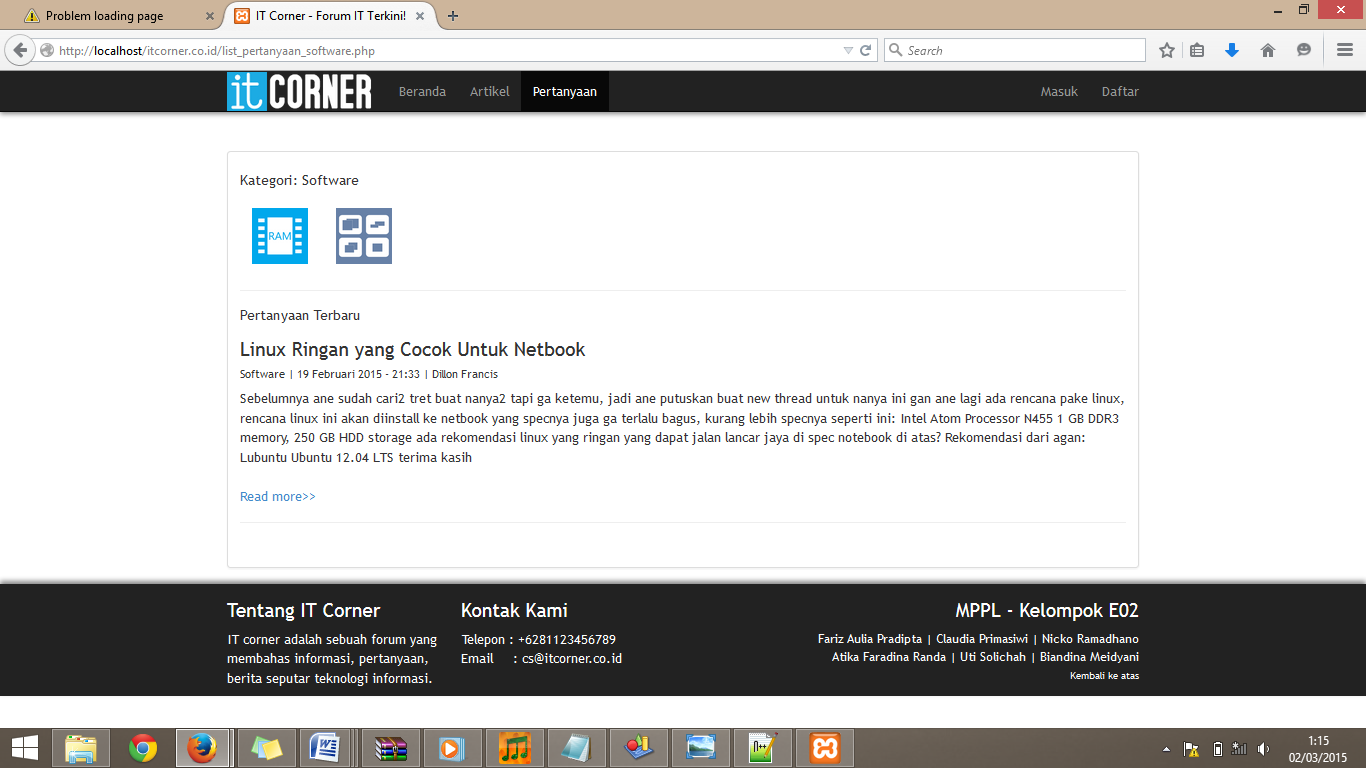 Problem loading page
IT Corner - Forum IT Terkini!
http://localhost/itcorner.co.id/list_pertanyaan_software.php
Search
it CORNER
Beranda
Artikel
Pertanyaan
Masuk
Daftar
Kategori: Software
RAM
Pertanyaan Terbaru
Linux Ringan yang Cocok Untuk Netbook
Software | 19 Februari 2015 - 21:33 | Dillon Francis
Sebelumnya ane sudah cari2 tret buat nanya2 tapi ga ketemu, jadi ane putuskan buat new thread untuk nanya ini gan ane lagi ada rencana pake linux,
rencana linux ini akan diinstall ke netbook yang specnya juga ga terlalu bagus, kurang lebih specnya seperti ini: Intel Atom Processor N455 1 GB DDR3
memory, 250 GB HDD storage ada rekomendasi linux yang ringan yang dapat jalan lancar jaya di spec notebook di atas? Rekomendasi dari agan:
Lubuntu Ubuntu 12.04 LTS terima kasih
Read more>>
Tentang IT Corner
IT corner adalah sebuah forum yang
membahas informasi, pertanyaan,
berita seputar teknologi informasi.
Kontak Kami
Telepon : +6281123456789
Email : cs@itcorner.co.id
MPPL - Kelompok E02
Fariz Aulia Pradipta | Claudia Primasiwi | Nicko Ramadhano
Atika Faradina Randa | Uti Solichah | Biandina Meidyani
Kembali ke atas
1:15
02/03/2015